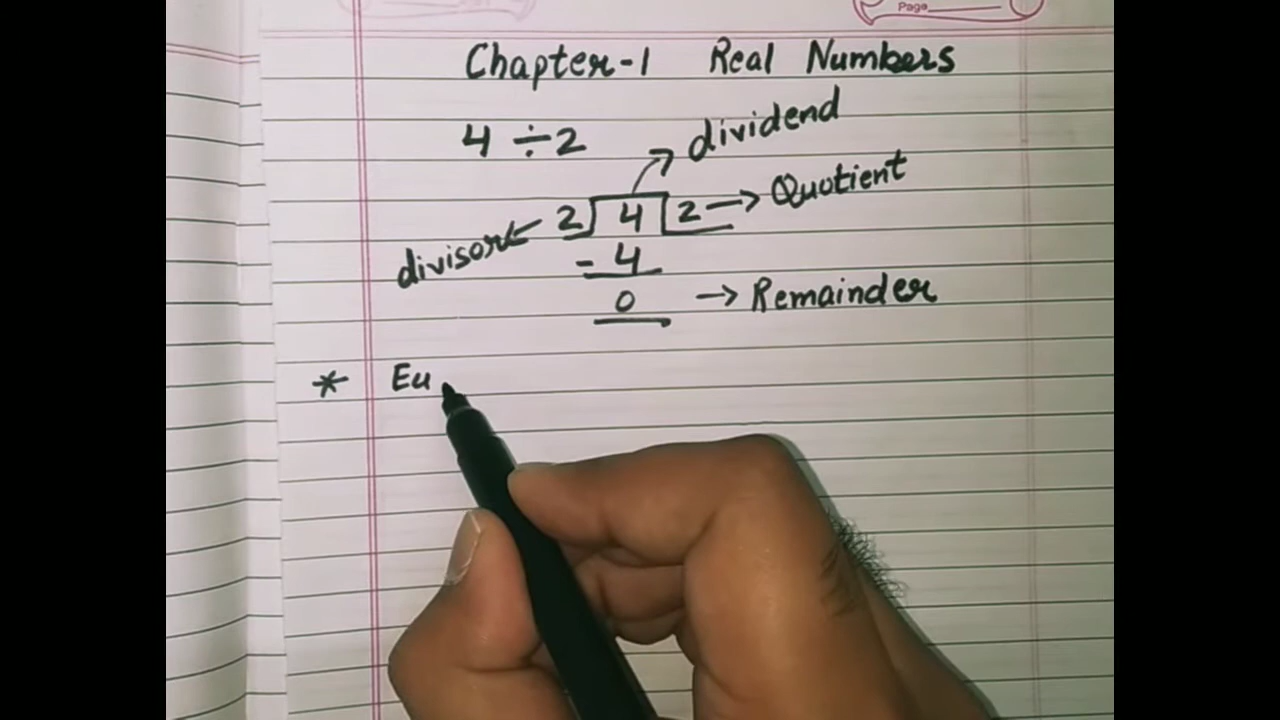 Page
Chapter-1 Real Numbers
4 ÷ 2
dividend
2 4 2 → Quotient
divisor
- 4
0 → Remainder
* Eu